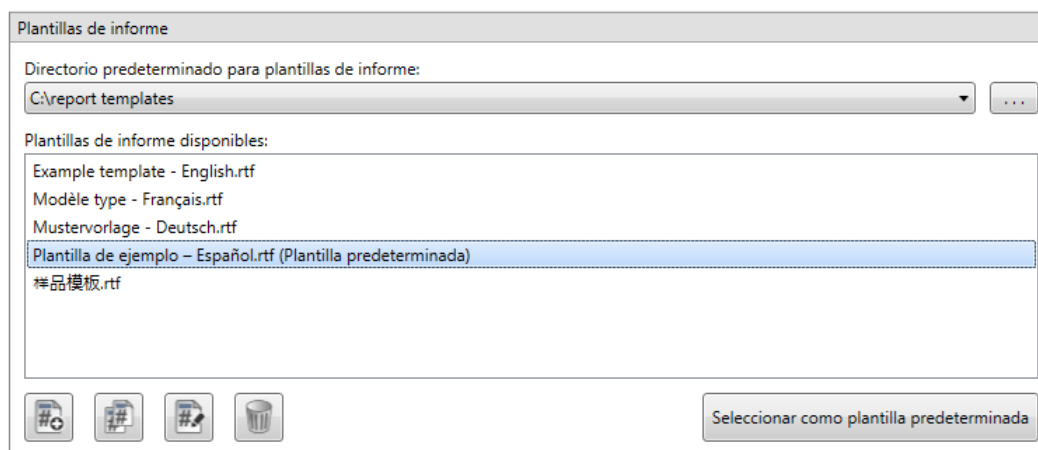 Plantillas de informe
Directorio predeterminado para plantillas de informe:
C:\report templates
...
Plantillas de informe disponibles:
Example template - English.rtf
Modèle type - Français.rtf
Mustervorlage - Deutsch.rtf
Plantilla de ejemplo – Español.rtf (Plantilla predeterminada)
样品模板.rtf
Seleccionar como plantilla predeterminada